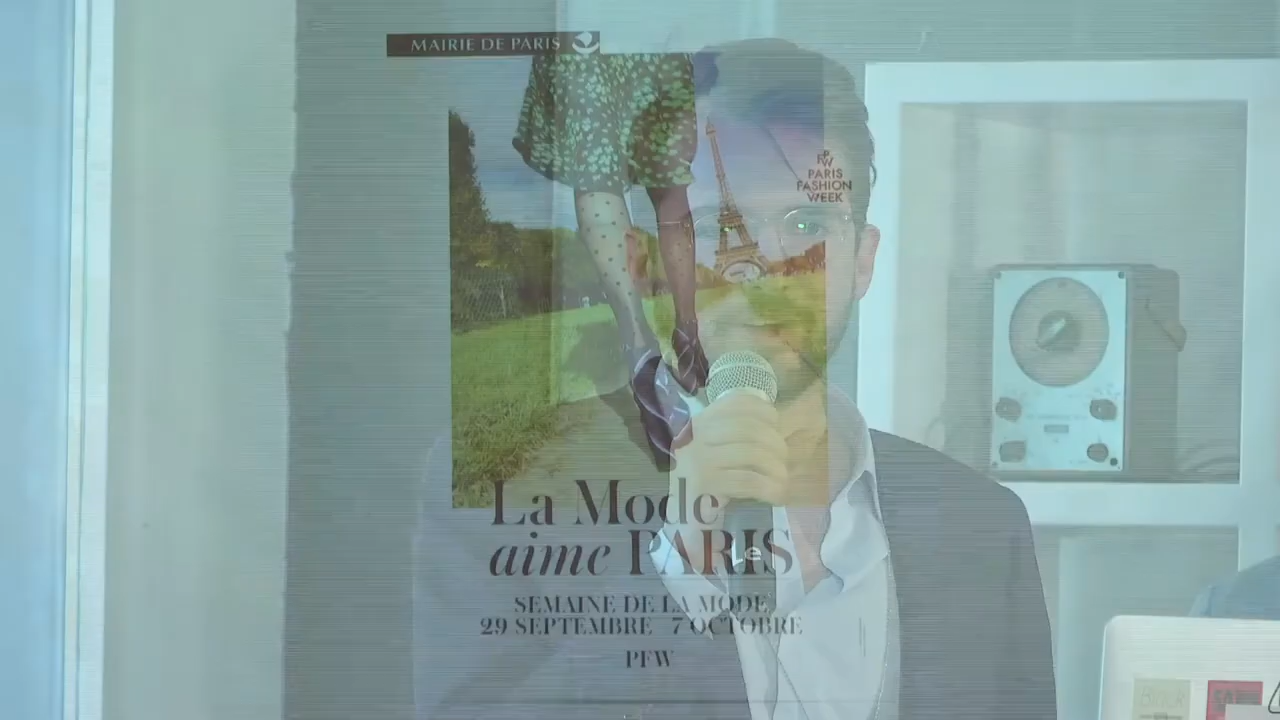 MAIRIE DE PARIS
PFW
PARIS
FASHION
WEEK
La Mode
aime PARIS
Le
SEMAINE DE LA MODE
29 SEPTEMBRE 7 OCTOBRE
PFW